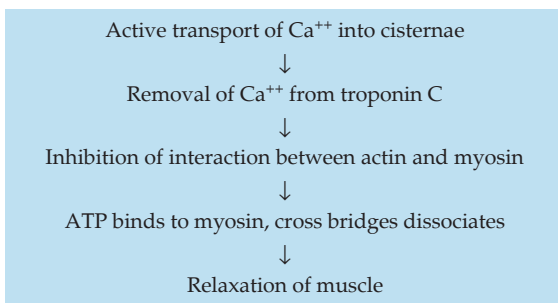 Active transport of Ca⁺⁺ into cisternae
↓
Removal of Ca⁺⁺ from troponin C
↓
Inhibition of interaction between actin and myosin
↓
ATP binds to myosin, cross bridges dissociates
↓
Relaxation of muscle